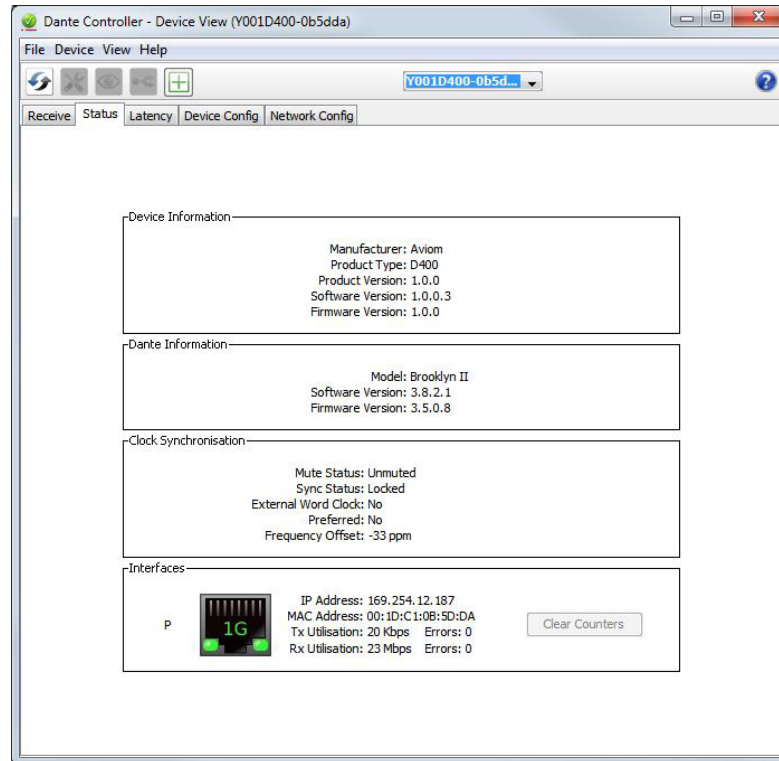 Dante Controller - Device View (Y001D400-0b5dda)
File Device View Help
Y001D400-0b5d...
Receive Status Latency Device Config Network Config
Device Information
Manufacturer: Aviom
Product Type: D400
Product Version: 1.0.0
Software Version: 1.0.0.3
Firmware Version: 1.0.0
Dante Information
Model: Brooklyn II
Software Version: 3.8.2.1
Firmware Version: 3.5.0.8
Clock Synchronisation
Mute Status: Unmuted
Sync Status: Locked
External Word Clock: No
Preferred: No
Frequency Offset: -33 ppm
Interfaces
P
1G
IP Address: 169.254.12.187
MAC Address: 00:1D:C1:0B:5D:DA
Tx Utilisation: 20 Kbps Errors: 0
Rx Utilisation: 23 Mbps Errors: 0
Clear Counters